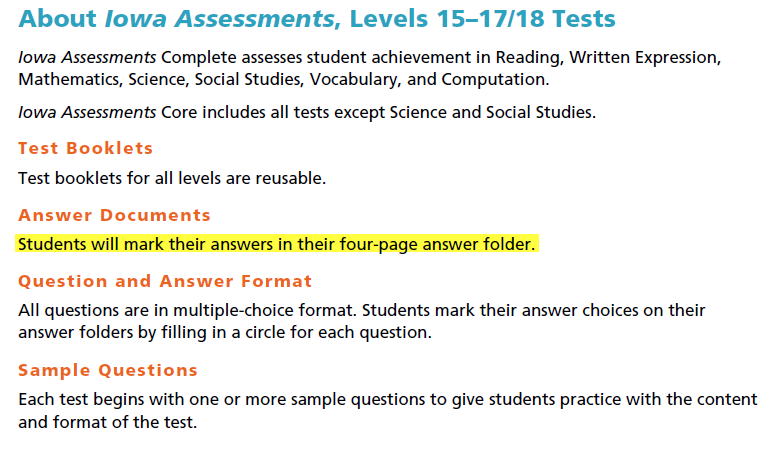 About Iowa Assessments, Levels 15–17/18 Tests
Iowa Assessments Complete assesses student achievement in Reading, Written Expression,
Mathematics, Science, Social Studies, Vocabulary, and Computation.
Iowa Assessments Core includes all tests except Science and Social Studies.
Test Booklets
Test booklets for all levels are reusable.
Answer Documents
Students will mark their answers in their four-page answer folder.
Question and Answer Format
All questions are in multiple-choice format. Students mark their answer choices on their
answer folders by filling in a circle for each question.
Sample Questions
Each test begins with one or more sample questions to give students practice with the content
and format of the test.